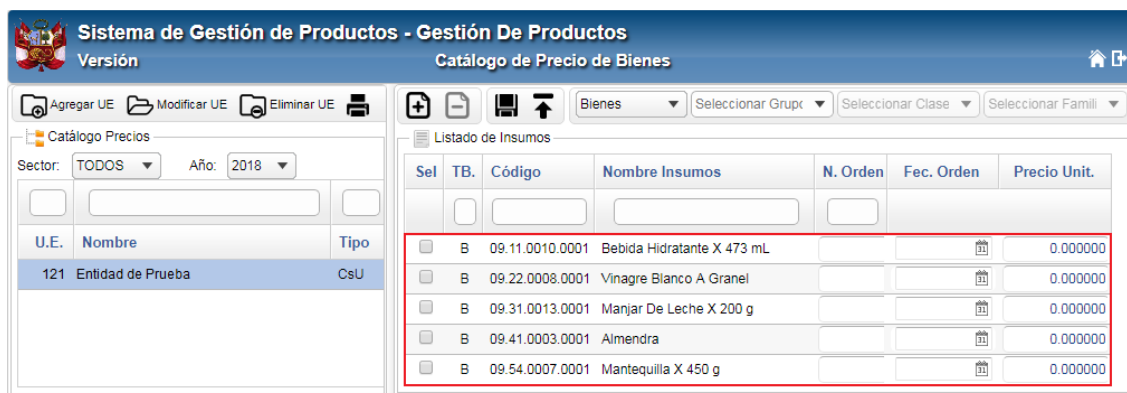 Sistema de Gestión de Productos - Gestión De Productos
Versión Catálogo de Precio de Bienes
Agregar UE Modificar UE Eliminar UE
Catálogo Precios
Sector: TODOS Año: 2018
U.E. Nombre Tipo
121 Entidad de Prueba CsU
Bienes Seleccionar Grupo Seleccionar Clase Seleccionar Famili
Listado de Insumos
Sel TB. Código Nombre Insumos N. Orden Fec. Orden Precio Unit.
B 09.11.0010.0001 Bebida Hidratante X 473 mL 31 0.000000
B 09.22.0008.0001 Vinagre Blanco A Granel 31 0.000000
B 09.31.0013.0001 Manjar De Leche X 200 g 31 0.000000
B 09.41.0003.0001 Almendra 31 0.000000
B 09.54.0007.0001 Mantequilla X 450 g 31 0.000000